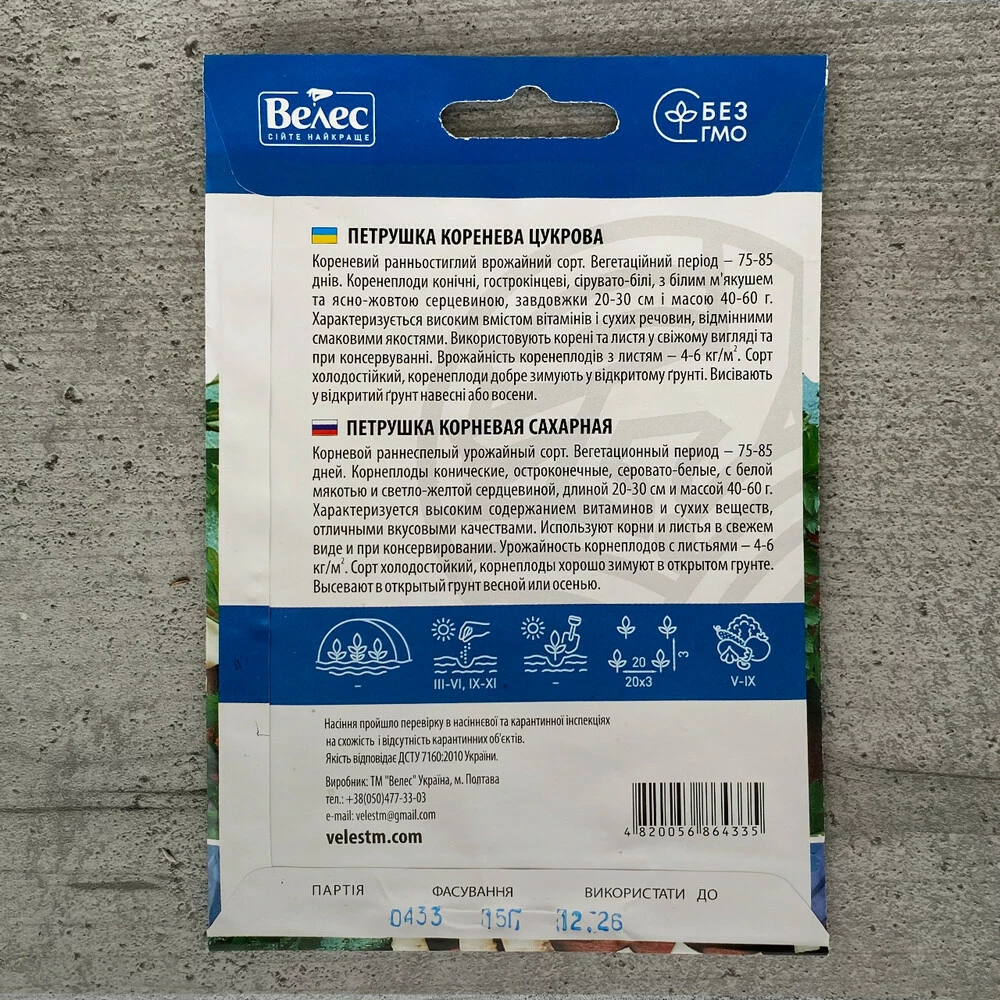 Велес
СІЙТЕ НАЙКРАЩЕ
БЕЗ
ГМО
ПЕТРУШКА КОРЕНЕВА ЦУКРОВА
Кореневий ранньостиглий врожайний сорт. Вегетаційний період – 75-85
днів. Коренеплоди конічні, гострокінцеві, сірувато-білі, з білим м'якушем
та ясно-жовтою серцевиною, завдовжки 20-30 см і масою 40-60 г.
Характеризується високим вмістом вітамінів і сухих речовин, відмінними
смаковими якостями. Використовують корені та листя у свіжому вигляді та
при консервуванні. Врожайність коренеплодів з листям – 4-6 кг/м². Сорт
холодостійкий, коренеплоди добре зимують у відкритому ґрунті. Висівають
у відкритий ґрунт навесні або восени.
ПЕТРУШКА КОРНЕВАЯ САХАРНАЯ
Корневой раннеспелый урожайный сорт. Вегетационный период – 75-85
дней. Корнеплоды конические, остроконечные, серовато-белые, с белой
мякотью и светло-желтой сердцевиной, длиной 20-30 см и массой 40-60 г.
Характеризуется высоким содержанием витаминов и сухих веществ,
отличными вкусовыми качествами. Используют корни и листья в свежем
виде и при консервировании. Урожайность корнеплодов с листьями – 4-6
кг/м². Сорт холодостойкий, корнеплоды хорошо зимуют в открытом грунте.
Высевают в открытый грунт весной или осенью.
20
3
– III-VI, IX-XI – 20x3 V-IX
Насіння пройшло перевірку в насіннєвої та карантинної інспекціях
на схожість і відсутність карантинних об'єктів.
Якість відповідає ДСТУ 7160:2010 України.
Виробник: ТМ "Велес" Україна, м. Полтава
тел.: +38(050)477-33-03
e-mail: velestm@gmail.com
velestm.com
4 820056 864335
ПАРТІЯ ФАСУВАННЯ ВИКОРИСТАТИ ДО
0433 15П 12.26